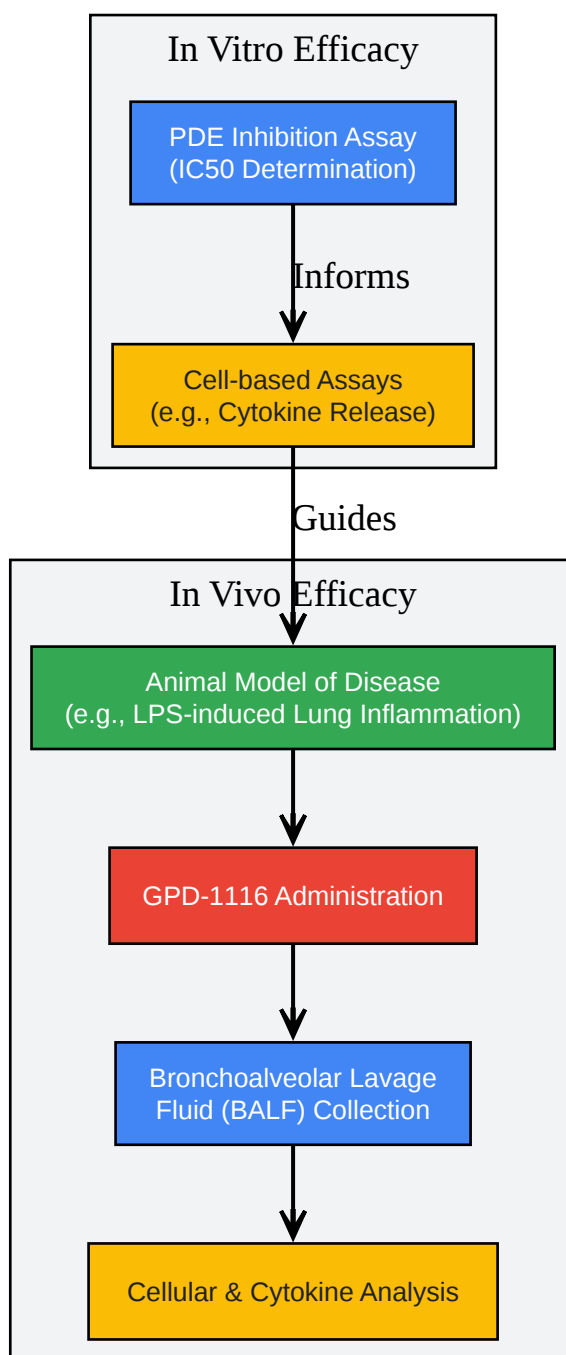 In Vitro Efficacy
PDE Inhibition Assay
(IC50 Determination)
Informs
Cell-based Assays
(e.g., Cytokine Release)
Guides
In Vivo Efficacy
Animal Model of Disease
(e.g., LPS-induced Lung Inflammation)
GPD-1116 Administration
Bronchoalveolar Lavage
Fluid (BALF) Collection
Cellular & Cytokine Analysis